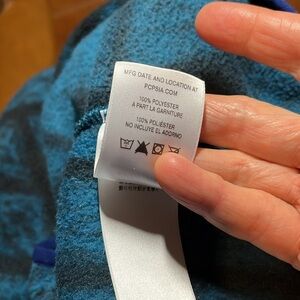 MFG DATE AND LOCATION AT
PCPSIA.COM
100% POLYESTER
A PART LA GARNITURE
100% POLIÉSTER
NO INCLUYE EL ADORNO